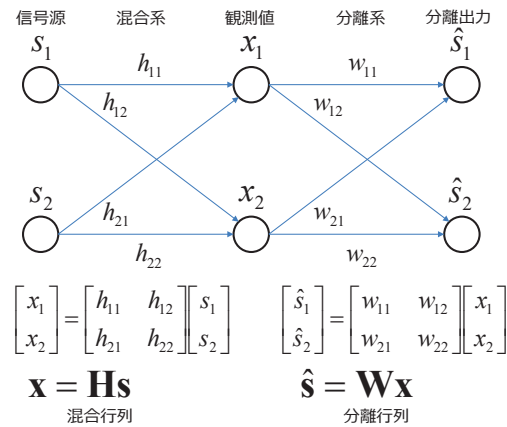 信号源 混合系 観測値 分離系 分離出力
s₁ x₁ ŝ₁
h₁₁ w₁₁
h₁₂ w₁₂
s₂ x₂ ŝ₂
h₂₁ w₂₁
h₂₂ w₂₂
[x₁] = [h₁₁ h₁₂][s₁] [ŝ₁] = [w₁₁ w₁₂][x₁]
[x₂] [h₂₁ h₂₂][s₂] [ŝ₂] [w₂₁ w₂₂][x₂]
x = Hs ŝ = Wx
混合行列 分離行列